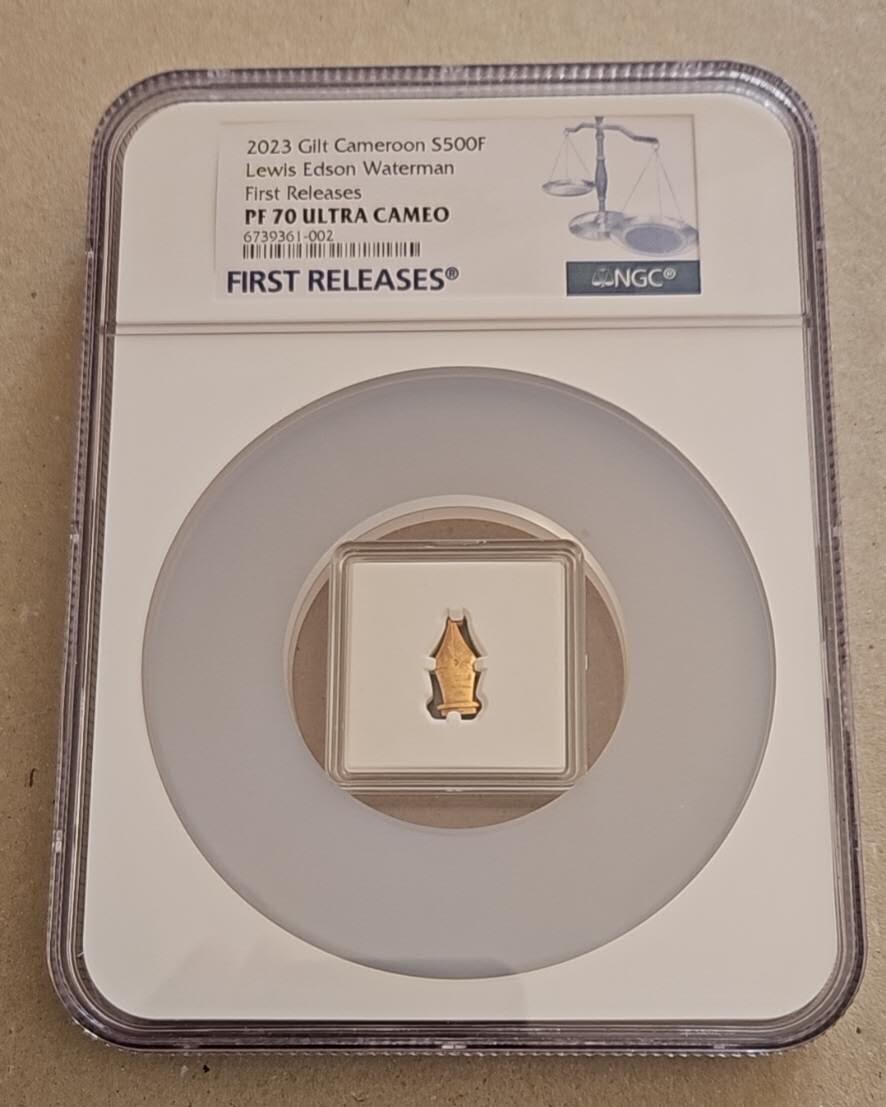 2023 Gilt Cameroon S500F
Lewis Edson Waterman
First Releases
PF 70 ULTRA CAMEO
6739361-002
FIRST RELEASES®
NGC®